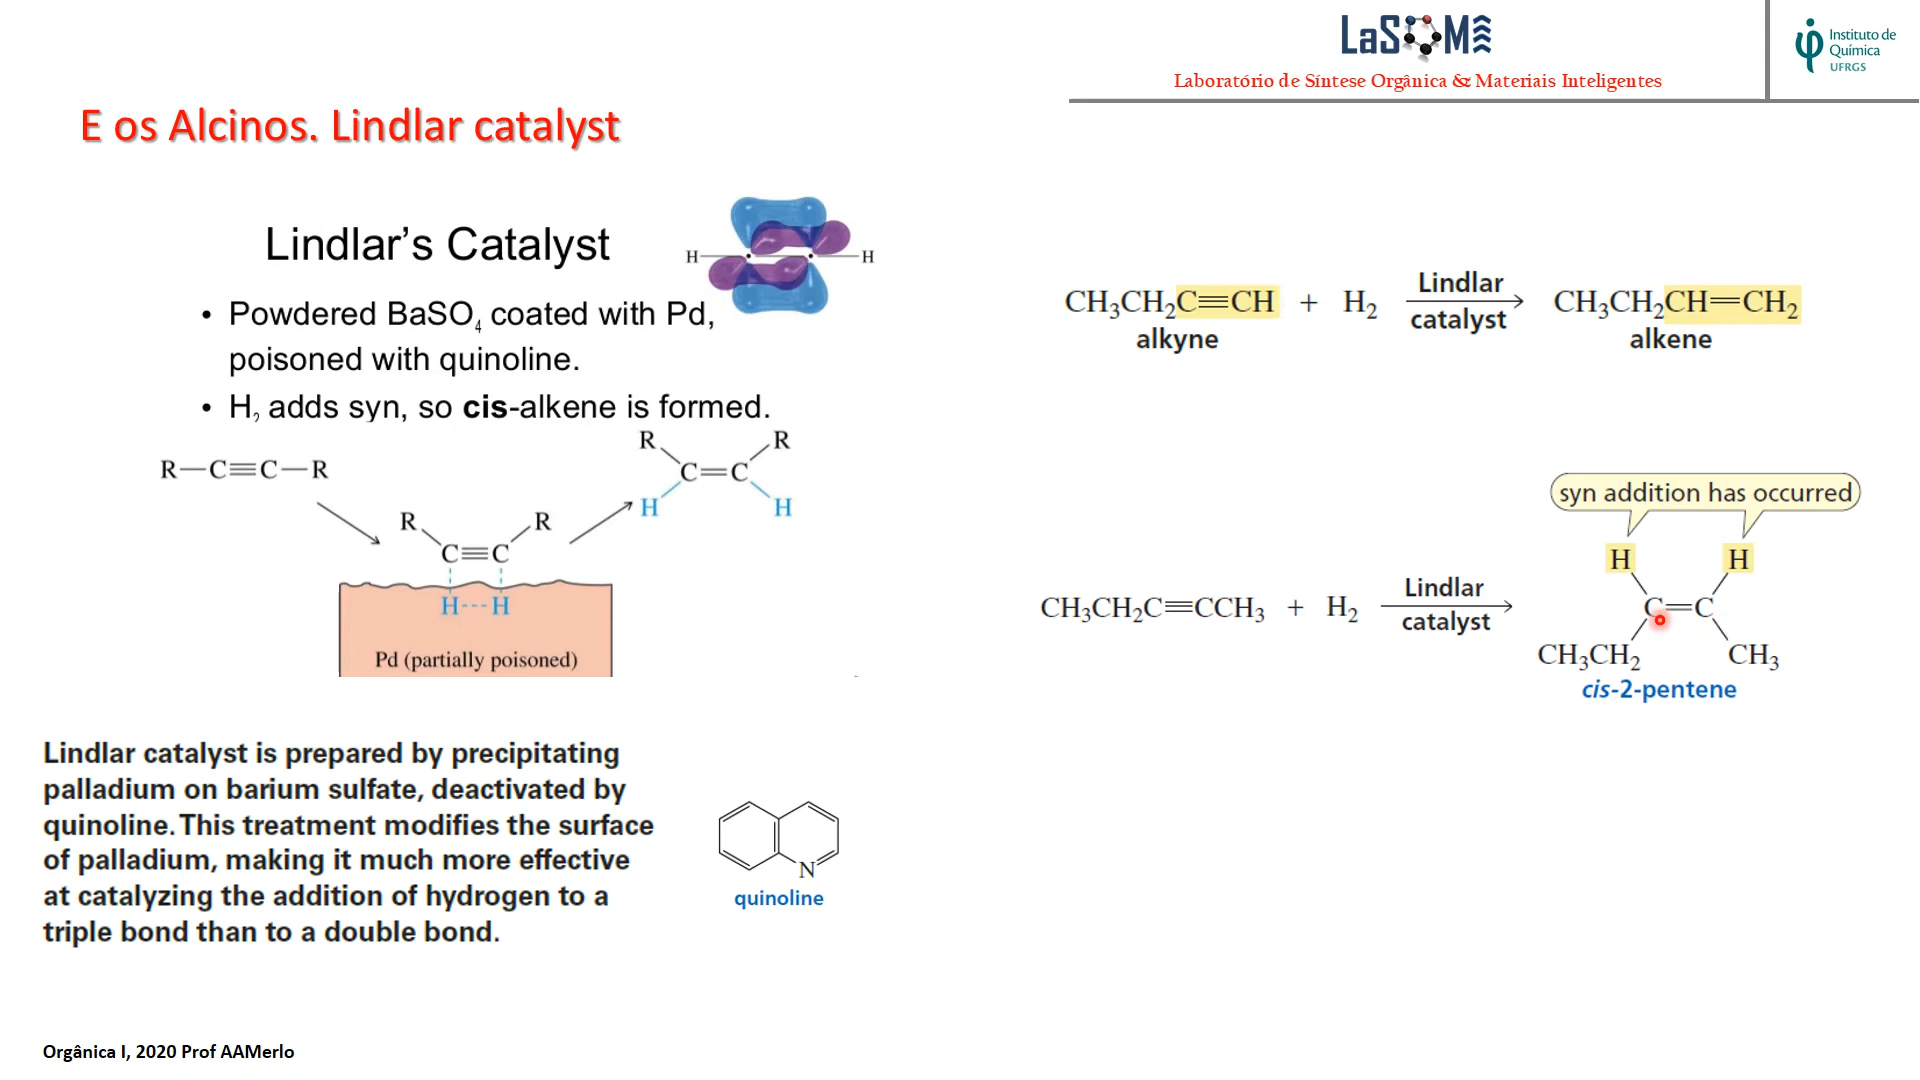 LaSOMI
Laboratório de Síntese Orgânica & Materiais Inteligentes
Instituto de
Química
UFRGS
E os Alcinos. Lindlar catalyst
Lindlar's Catalyst
H H
• Powdered BaSO₄ coated with Pd,
poisoned with quinoline.
• H₂ adds syn, so cis-alkene is formed.
R—C≡C—R
R R
C≡C
H---H
Pd (partially poisoned)
R R
C=C
H H
Lindlar catalyst is prepared by precipitating
palladium on barium sulfate, deactivated by
quinoline. This treatment modifies the surface
of palladium, making it much more effective
at catalyzing the addition of hydrogen to a
triple bond than to a double bond.
N
quinoline
CH₃CH₂C≡CH + H₂ Lindlar catalyst CH₃CH₂CH=CH₂
alkyne alkene
syn addition has occurred
H H
CH₃CH₂C≡CCH₃ + H₂ Lindlar catalyst C=C
CH₃CH₂ CH₃
cis-2-pentene
Orgânica I, 2020 Prof AAMerlo